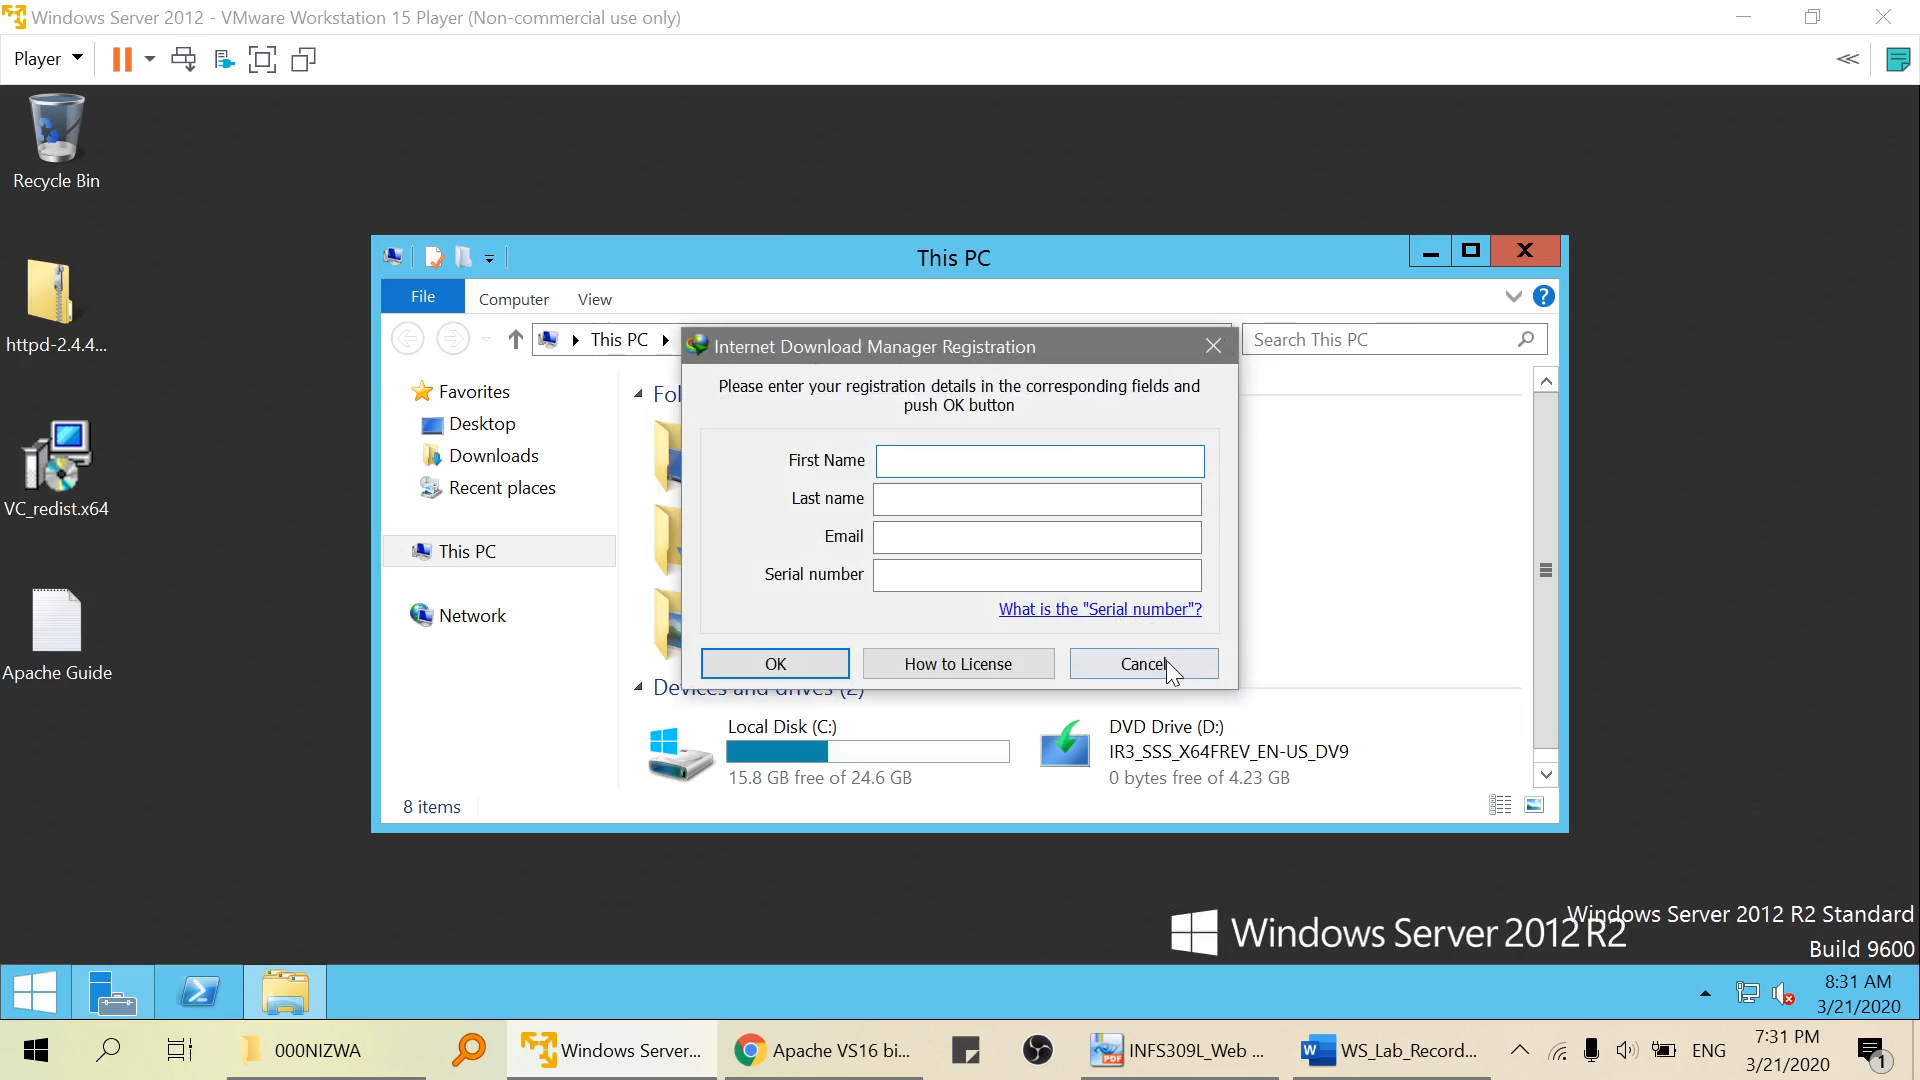 Windows Server 2012 - VMware Workstation 15 Player (Non-commercial use only)
Player
Recycle Bin
httpd-2.4.4...
VC_redist.x64
Apache Guide
This PC
File
Computer
View
This PC
Search This PC
Favorites
Desktop
Downloads
Recent places
This PC
Network
Fol
Internet Download Manager Registration
Please enter your registration details in the corresponding fields and
push OK button
First Name
Last name
Email
Serial number
What is the "Serial number"?
OK
How to License
Cancel
Devices and drives (2)
Local Disk (C:)
15.8 GB free of 24.6 GB
DVD Drive (D:)
IR3_SSS_X64FREV_EN-US_DV9
0 bytes free of 4.23 GB
8 items
Windows Server 2012 R2
Windows Server 2012 R2 Standard
Build 9600
8:31 AM
3/21/2020
000NIZWA
Windows Server...
Apache VS16 bi...
INFS309L_Web ...
WS_Lab_Record...
ENG
7:31 PM
3/21/2020
1